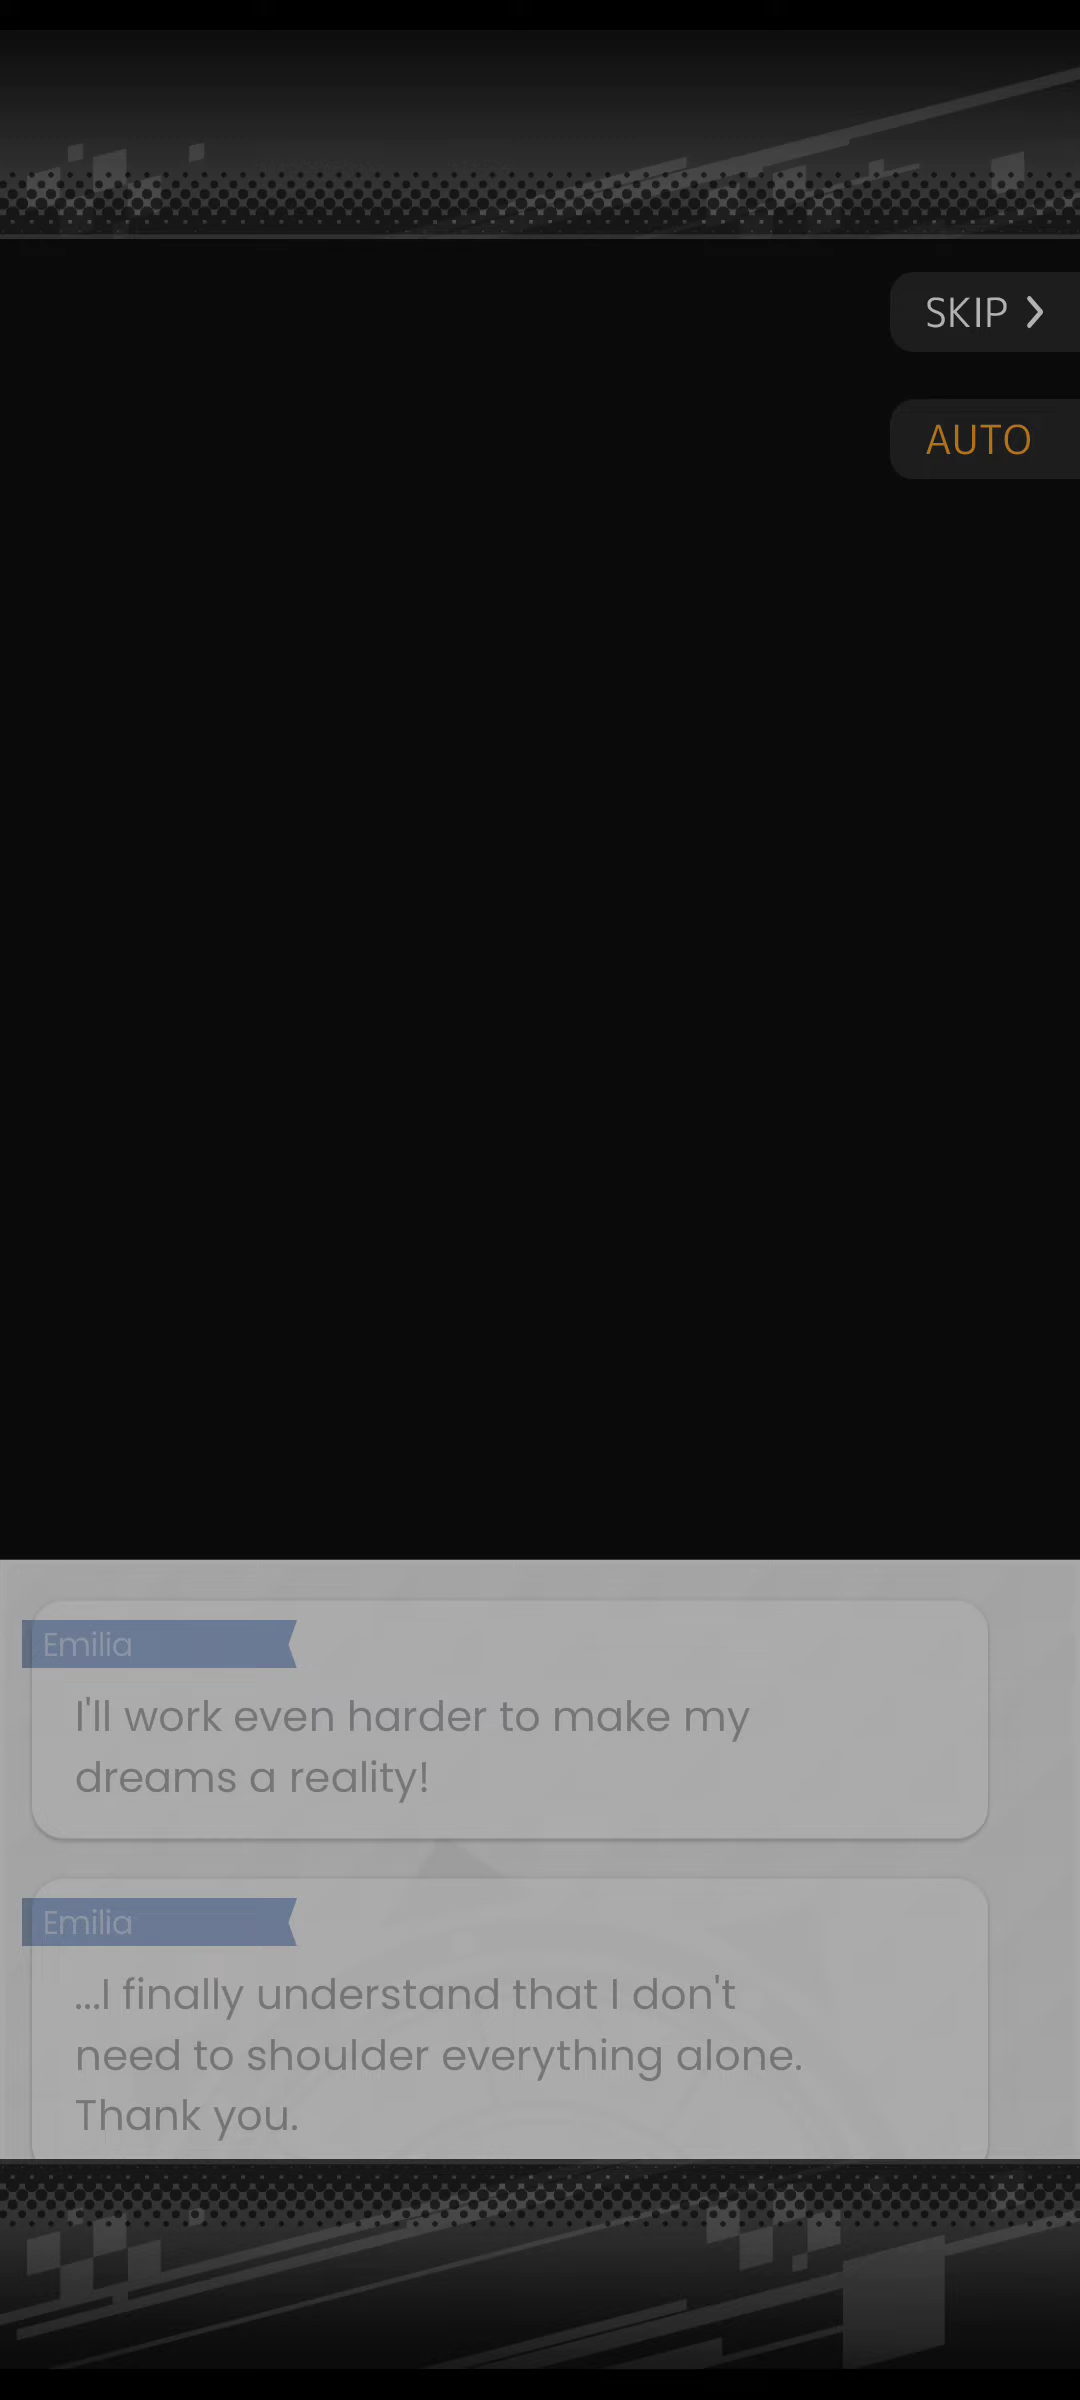 SKIP
AUTO
Emilia
I'll work even harder to make my
dreams a reality!
Emilia
...I finally understand that I don't
need to shoulder everything alone.
Thank you.